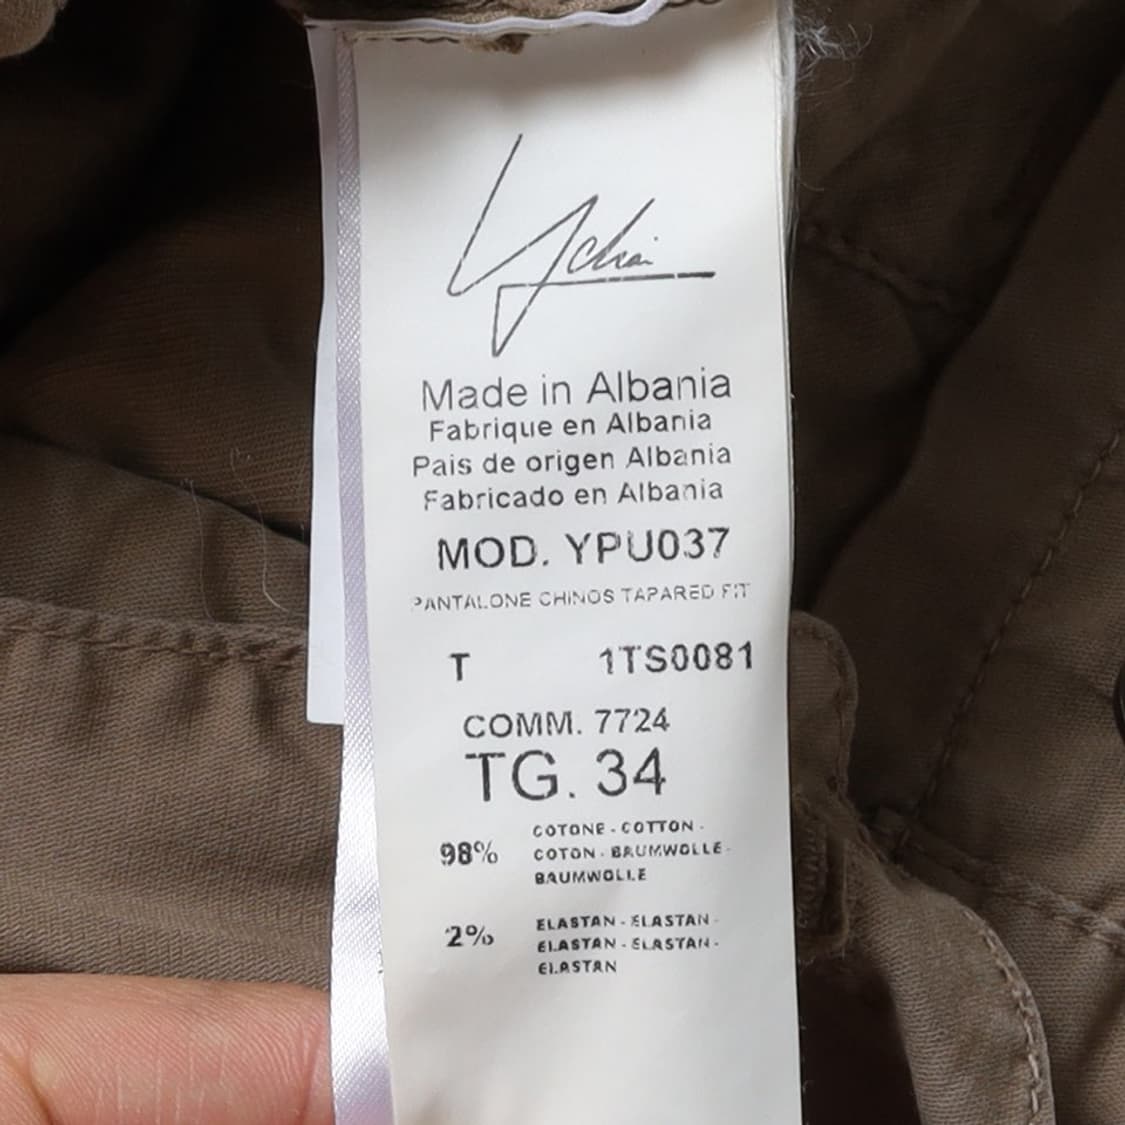 Made in Albania
Fabrique en Albania
Pais de origen Albania
Fabricado en Albania
MOD. YPU037
PANTALONE CHINOS TAPARED FIT
T 1TS0081
COMM. 7724
TG. 34
98% COTONE - COTTON -
COTON - BAUMWOLLE -
BAUMWOLLE
2% ELASTAN - ELASTAN -
ELASTAN - ELASTAN -
ELASTAN